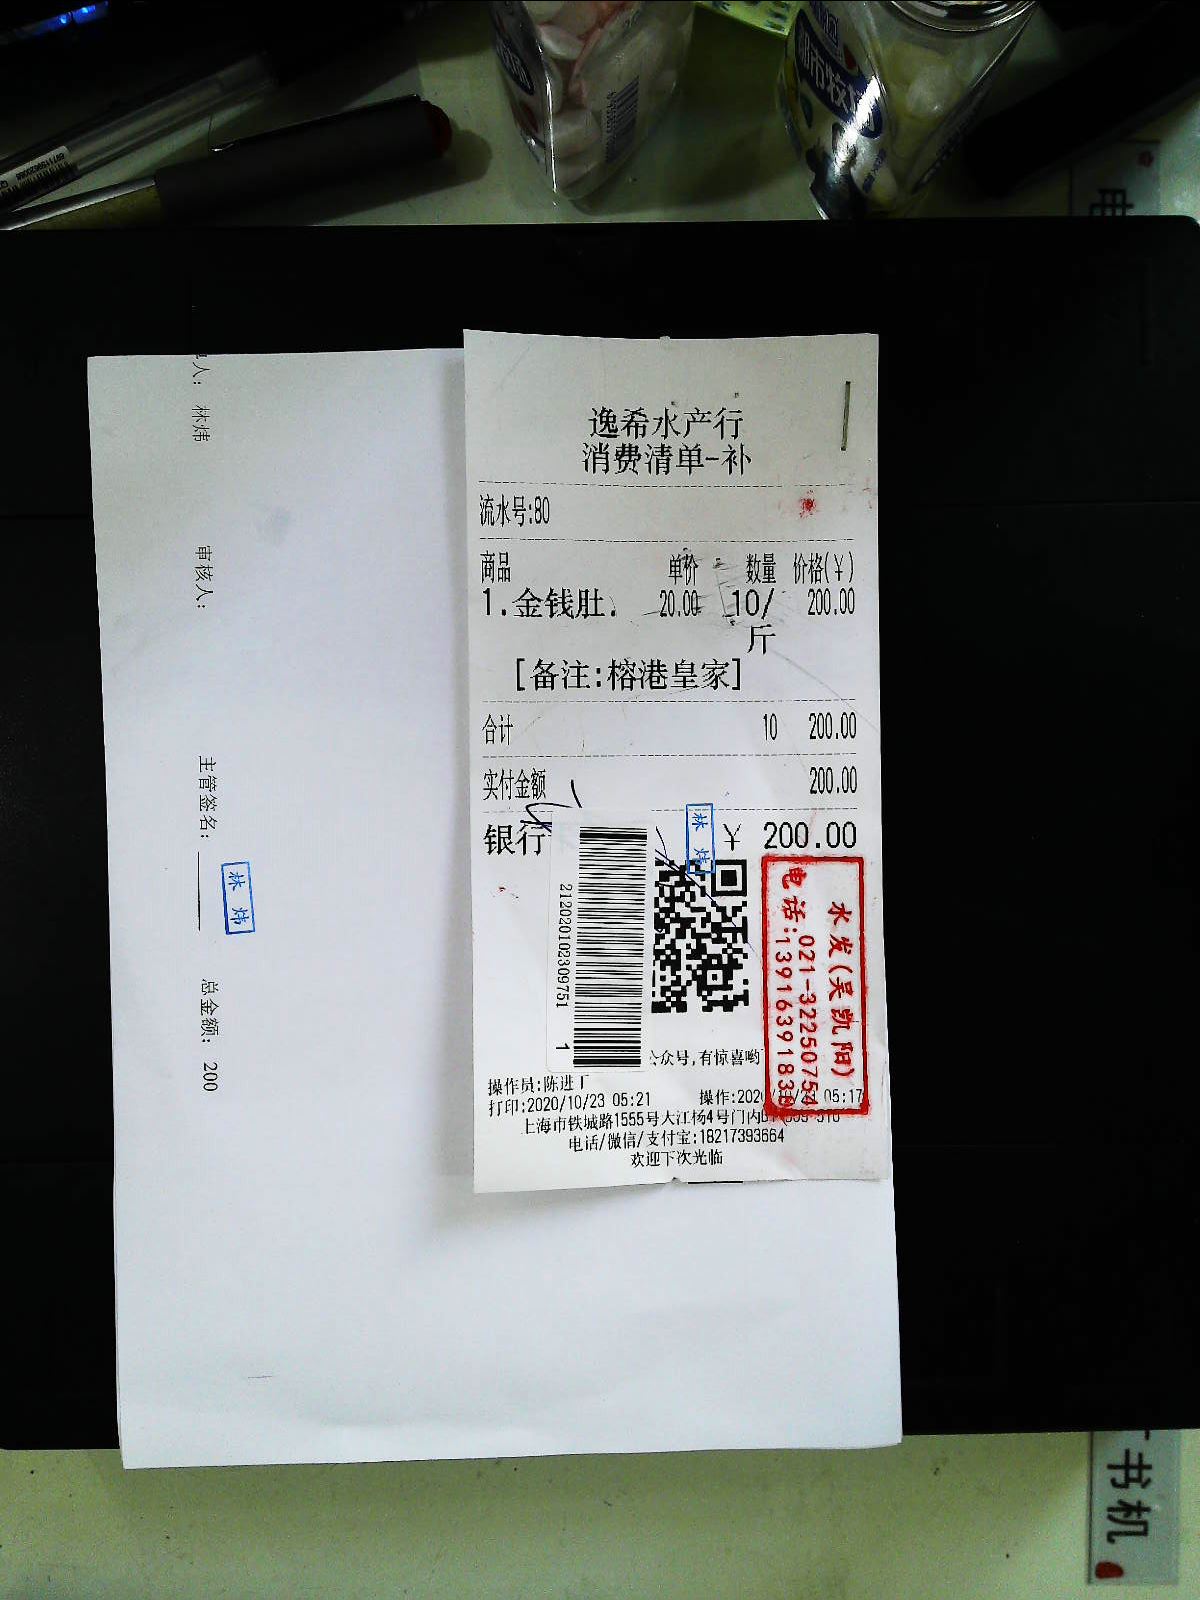 逸希水产行
消费清单-补
流水号:80
商品 单价 数量 价格(¥)
1.金钱肚. 20.00 10/斤 200.00
[备注:榕港皇家]
合计 10 200.00
实付金额 200.00
银行 200.00
林炜
212020102309751 1
水发(吴凯阳)
电话:021-32250754
公众号,有惊喜哟
操作员:陈进
打印:2020/10/23 05:21 操作: 05:17
上海市铁城路1555号大江杨4号门内
电话/微信/支付宝:18217393664
欢迎下次光临
人: 林炜
审核人:
主管签名:
林炜
总金额: 200
书机